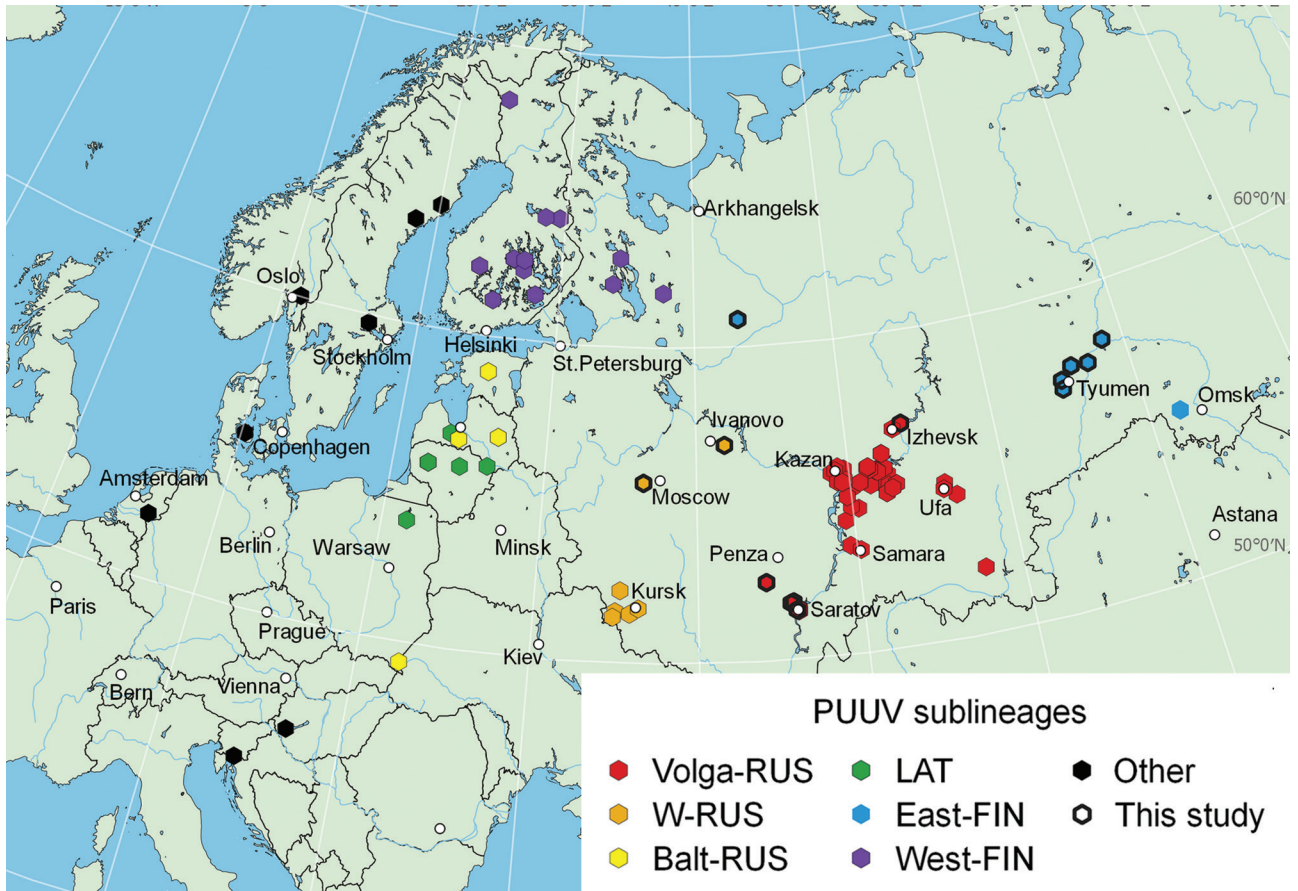 60°0'N
Arkhangelsk
Oslo
Stockholm
Helsinki
St.Petersburg
Tyumen
Omsk
Copenhagen
Ivanovo
Izhevsk
Kazan
Amsterdam
Moscow
Ufa
Astana
50°0'N
Berlin
Warsaw
Minsk
Penza
Samara
Paris
Kursk
Saratov
Prague
Kiev
Bern
Vienna
PUUV sublineages
Volga-RUS
LAT
Other
W-RUS
East-FIN
This study
Balt-RUS
West-FIN